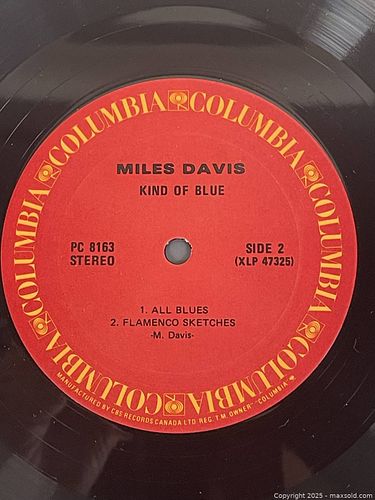 COLUMBIA COLUMBIA COLUMBIA COLUMBIA COLUMBIA COLUMBIA
MILES DAVIS
KIND OF BLUE
PC 8163
STEREO
SIDE 2
(XLP 47325)
1. ALL BLUES
2. FLAMENCO SKETCHES
-M. Davis-
MANUFACTURED BY CBS RECORDS CANADA LTD REG. T.M. OWNER-"COLUMBIA,"
Copyright 2025 - maxsold.com